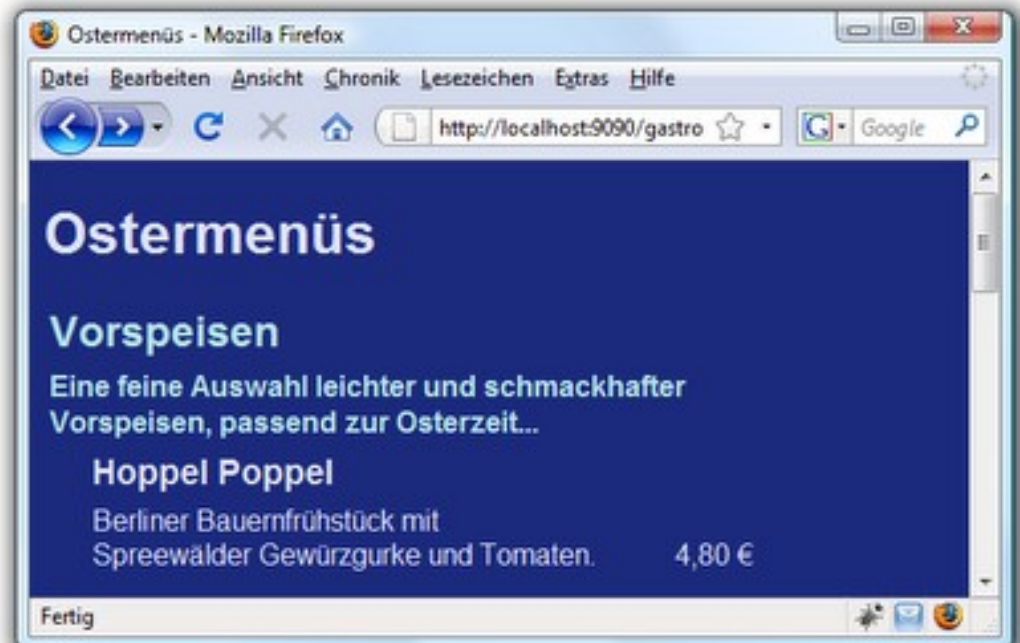 Ostermenüs - Mozilla Firefox
Datei Bearbeiten Ansicht Chronik Lesezeichen Extras Hilfe
http://localhost:9090/gastro G Google
Ostermenüs
Vorspeisen
Eine feine Auswahl leichter und schmackhafter
Vorspeisen, passend zur Osterzeit...
Hoppel Poppel
Berliner Bauernfrühstück mit
Spreewälder Gewürzgurke und Tomaten. 4,80 €
Fertig